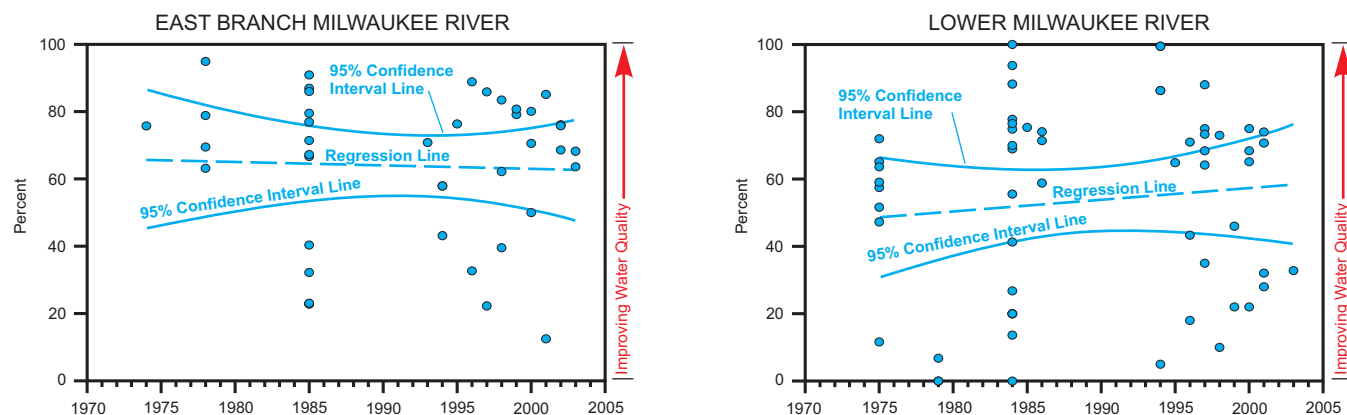 EAST BRANCH MILWAUKEE RIVER
100
80
60
40
20
0
Percent
95% Confidence
Interval Line
Regression Line
95% Confidence Interval Line
1970
1975
1980
1985
1990
1995
2000
2005
Improving Water Quality
LOWER MILWAUKEE RIVER
100
80
60
40
20
0
Percent
95% Confidence
Interval Line
Regression Line
95% Confidence Interval Line
1970
1975
1980
1985
1990
1995
2000
2005
Improving Water Quality